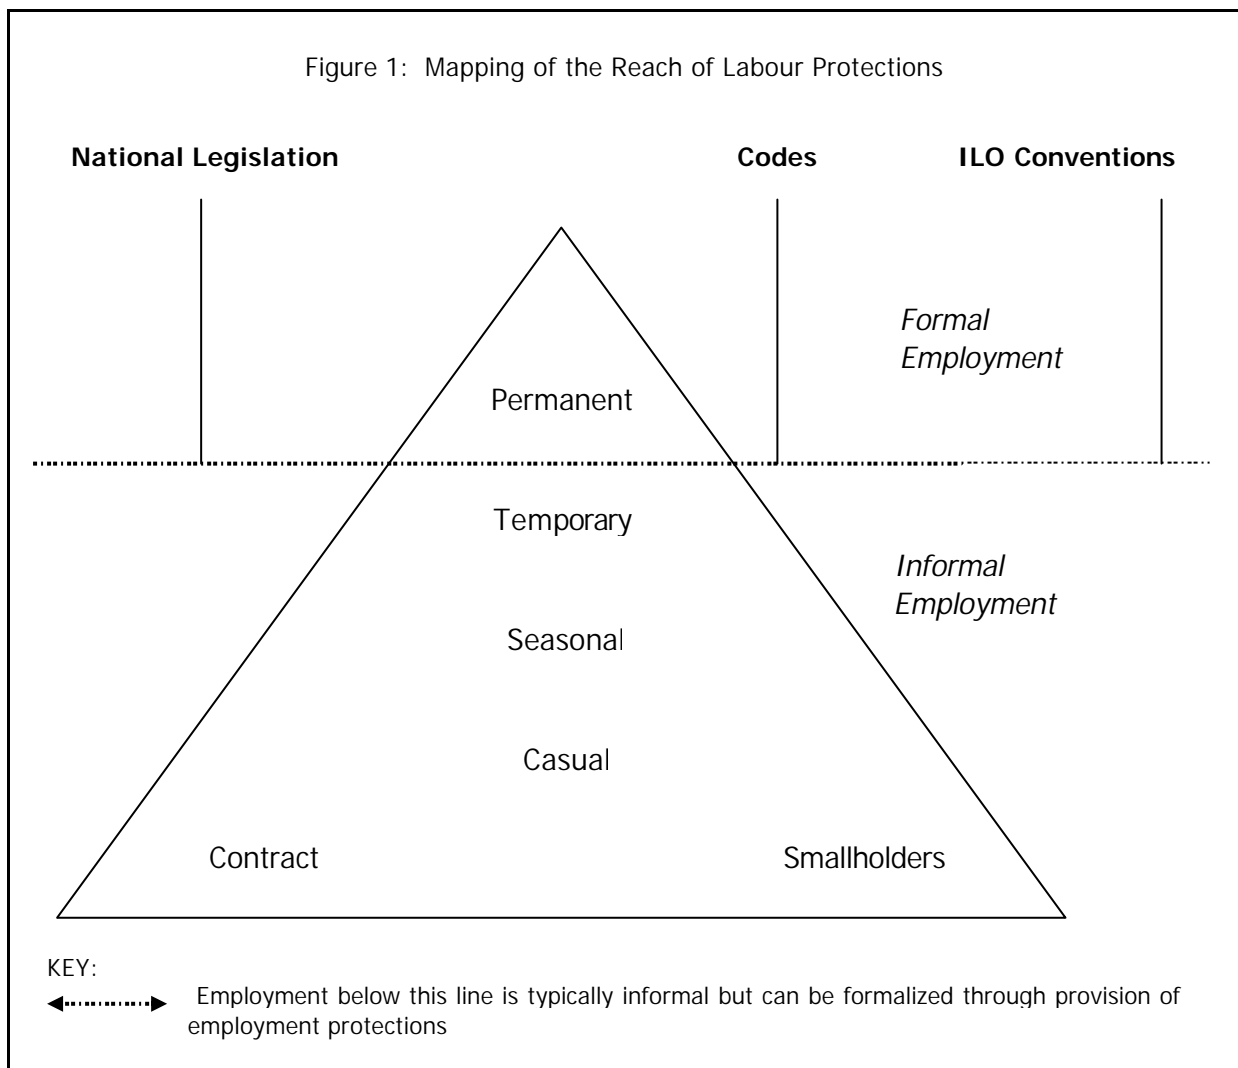 Figure 1: Mapping of the Reach of Labour Protections
National Legislation Codes ILO Conventions
Formal
Employment
Permanent
Temporary
Informal
Employment
Seasonal
Casual
Contract Smallholders
KEY:
Employment below this line is typically informal but can be formalized through provision of
employment protections